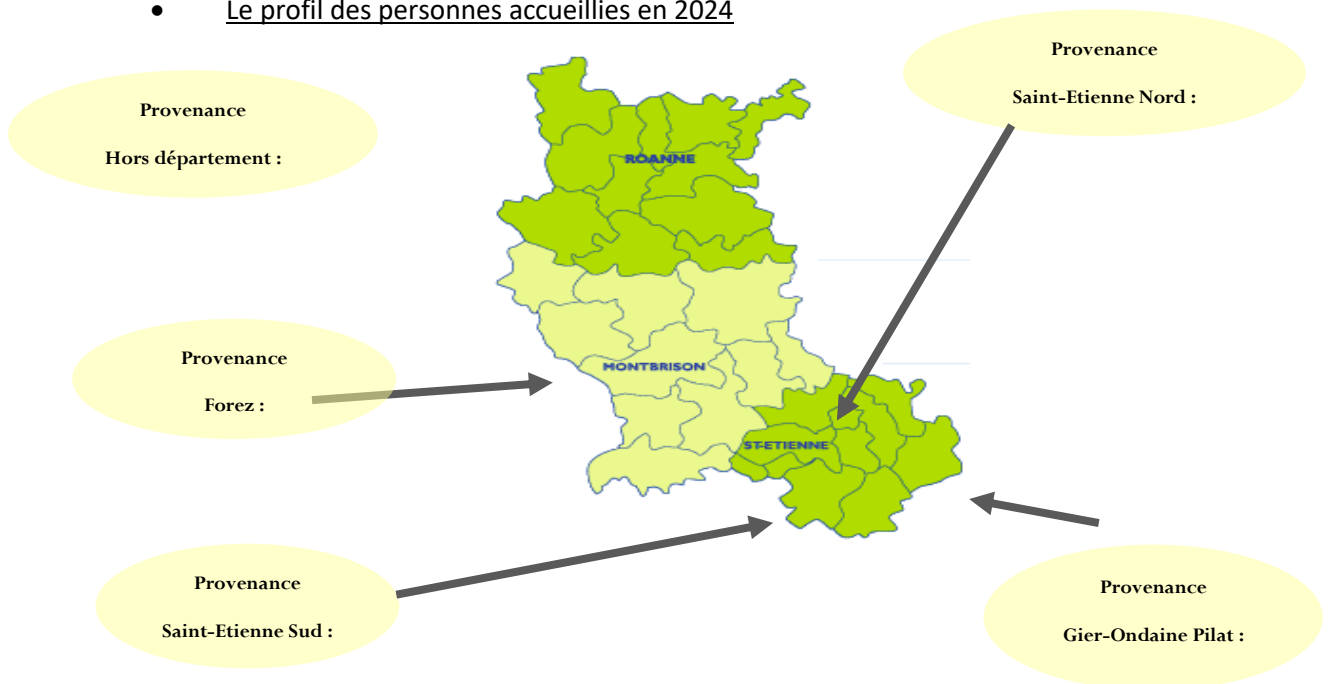 • Le profil des personnes accueillies en 2024
Provenance
Saint-Etienne Nord :
Provenance
Hors département :
ROANNE
Provenance
Forez :
MONTBRISON
ST-ETIENNE
Provenance
Saint-Etienne Sud :
Provenance
Gier-Ondaine Pilat :